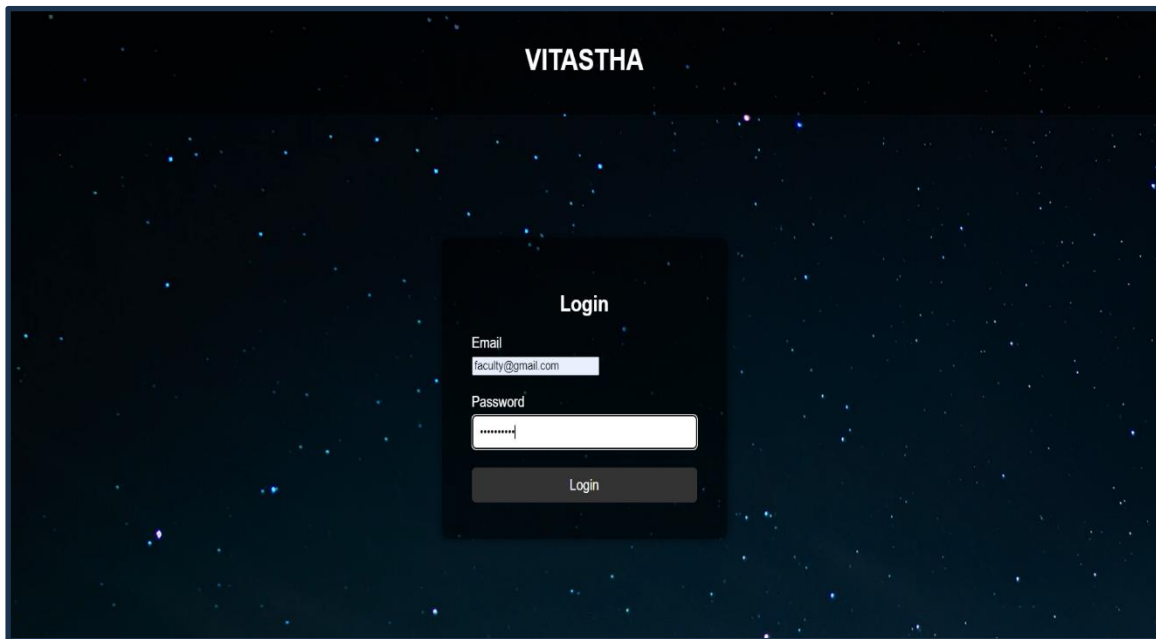 VITASTHA
Login
Email
faculty@gmail.com
Password
••••••••••
Login